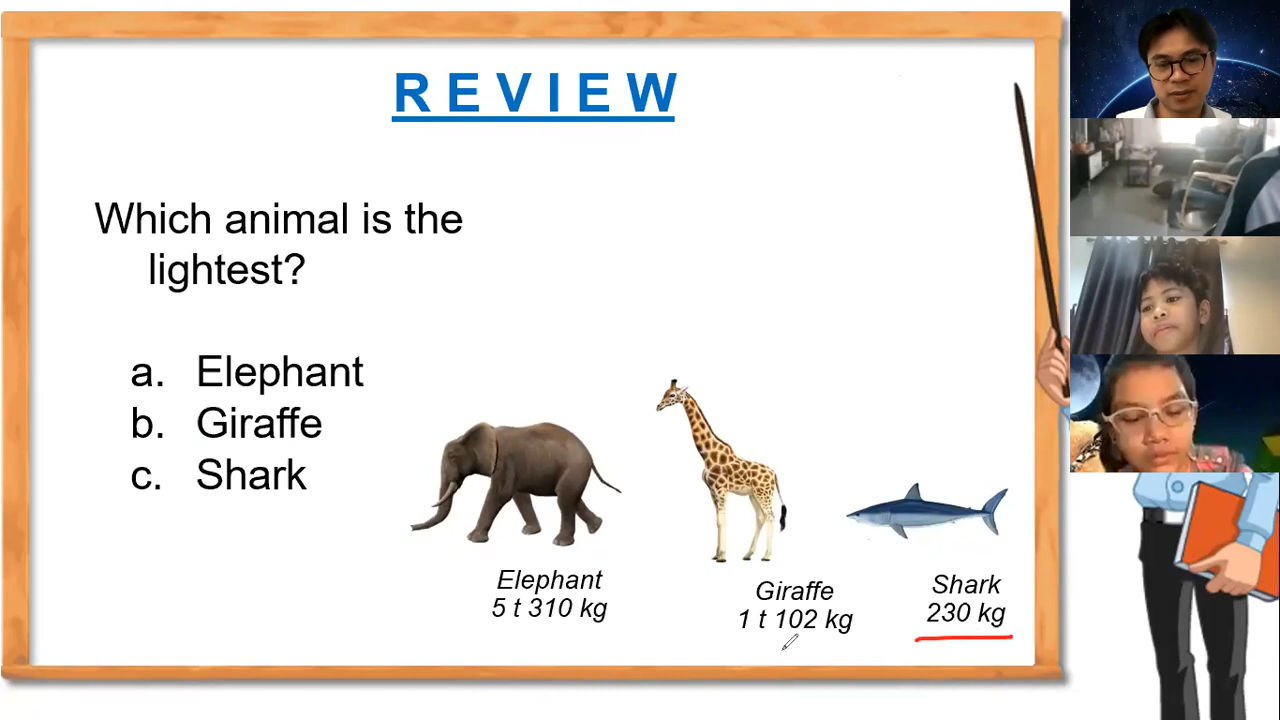 REVIEW
Which animal is the
lightest?
a. Elephant
b. Giraffe
c. Shark
Elephant
5 t 310 kg
Giraffe
1 t 102 kg
Shark
230 kg